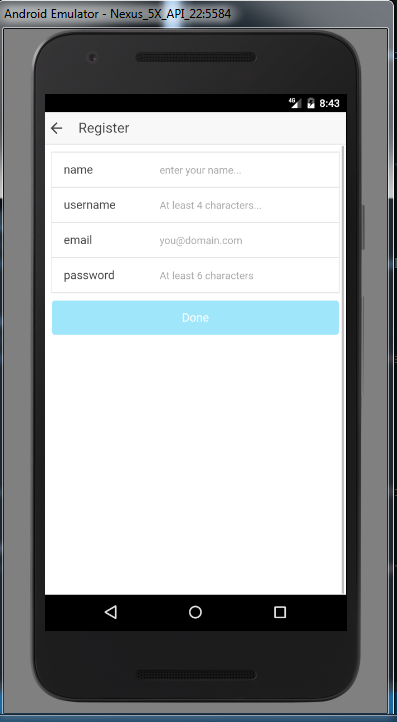 Android Emulator - Nexus_5X_API_22:5584
4G 8:43
Register
name enter your name...
username At least 4 characters...
email you@domain.com
password At least 6 characters
Done